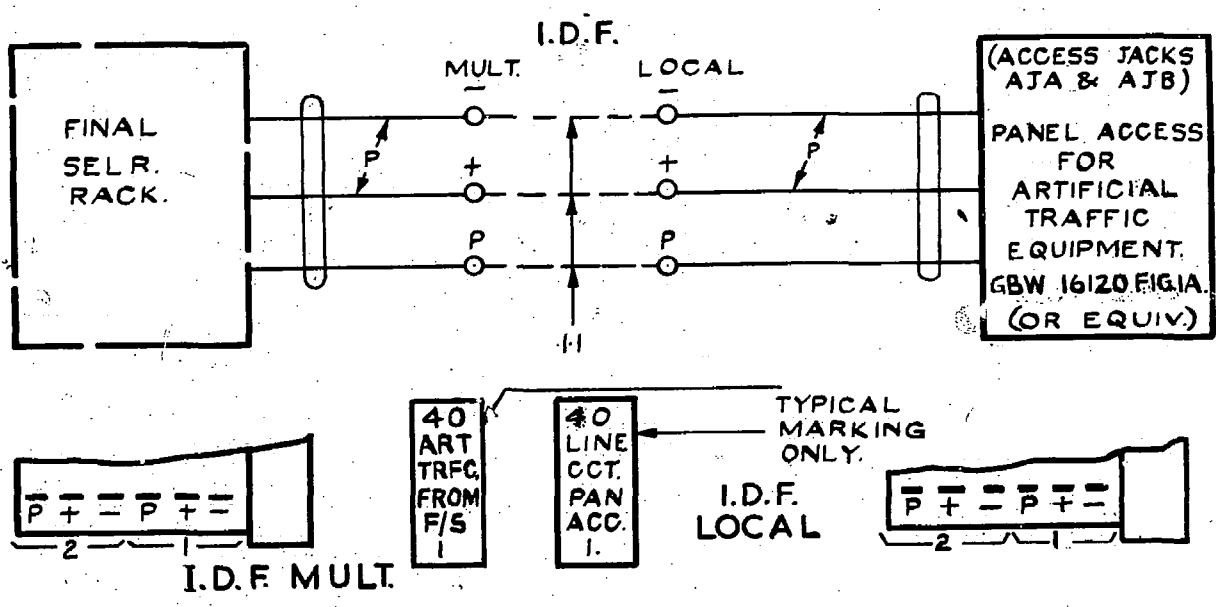 I.D.F.
MULT. LOCAL
FINAL
SELR.
RACK.
(ACCESS JACKS
AJA & AJB)
PANEL ACCESS
FOR
ARTIFICIAL
TRAFFIC
EQUIPMENT.
GBW 16120 FIG.1A.
(OR EQUIV.)
− −
P P
+ +
P P
1·1
40
ART
TRFC.
FROM
F/S
1
40
LINE
CCT.
PAN
ACC.
1.
TYPICAL
MARKING
ONLY.
P + − P + −
2 1
I.D.F. MULT.
I.D.F.
LOCAL
P + − P + −
2 1